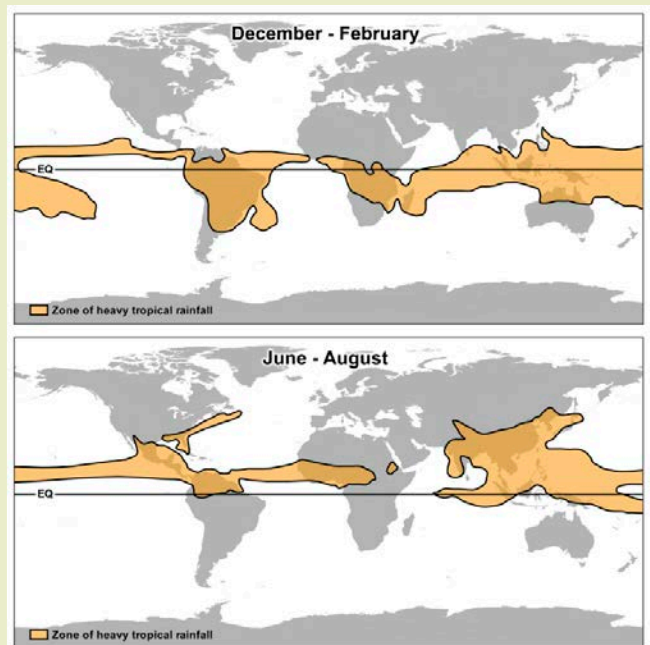 December - February
EQ
Zone of heavy tropical rainfall
June - August
EQ
Zone of heavy tropical rainfall